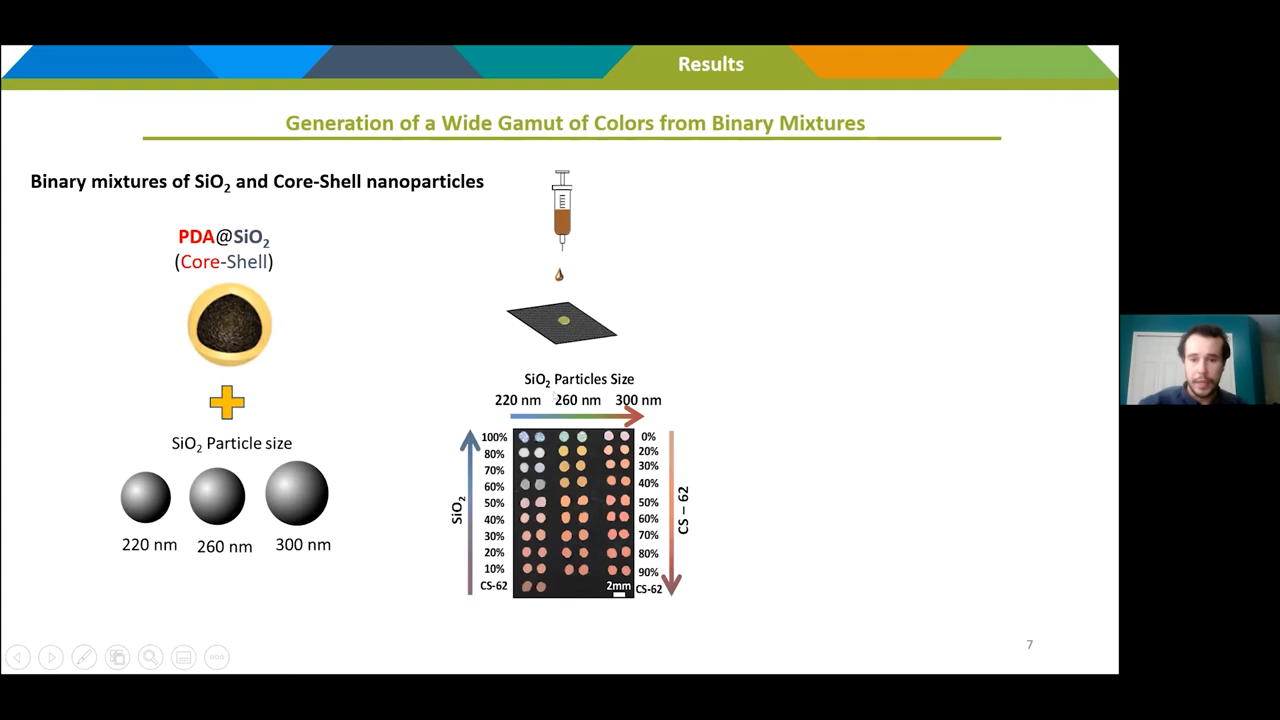 Results
Generation of a Wide Gamut of Colors from Binary Mixtures
Binary mixtures of SiO₂ and Core-Shell nanoparticles
PDA@SiO₂
(Core-Shell)
SiO₂ Particle size
220 nm 260 nm 300 nm
SiO₂ Particles Size
220 nm 260 nm 300 nm
SiO₂
100%
80%
70%
60%
50%
40%
30%
20%
10%
CS-62
2mm
0%
20%
30%
40%
50%
60%
70%
80%
90%
CS-62
CS – 62
7